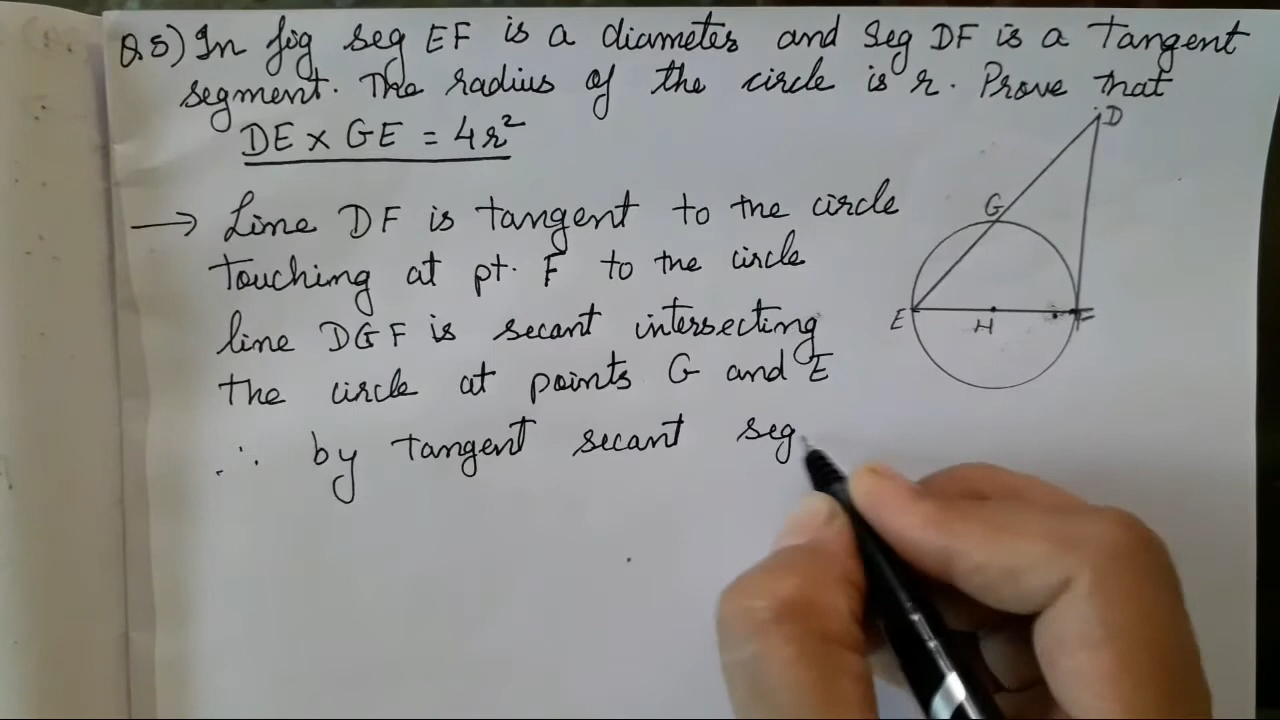 Q.5) In fig seg EF is a diameter and seg DF is a Tangent
segment. The radius of the circle is r. Prove that
DE × GE = 4r²
D
→ Line DF is tangent to the circle
G
Touching at pt. F to the circle
E H F
line DGF is secant intersecting
the circle at points G and E
∴ by Tangent secant seg